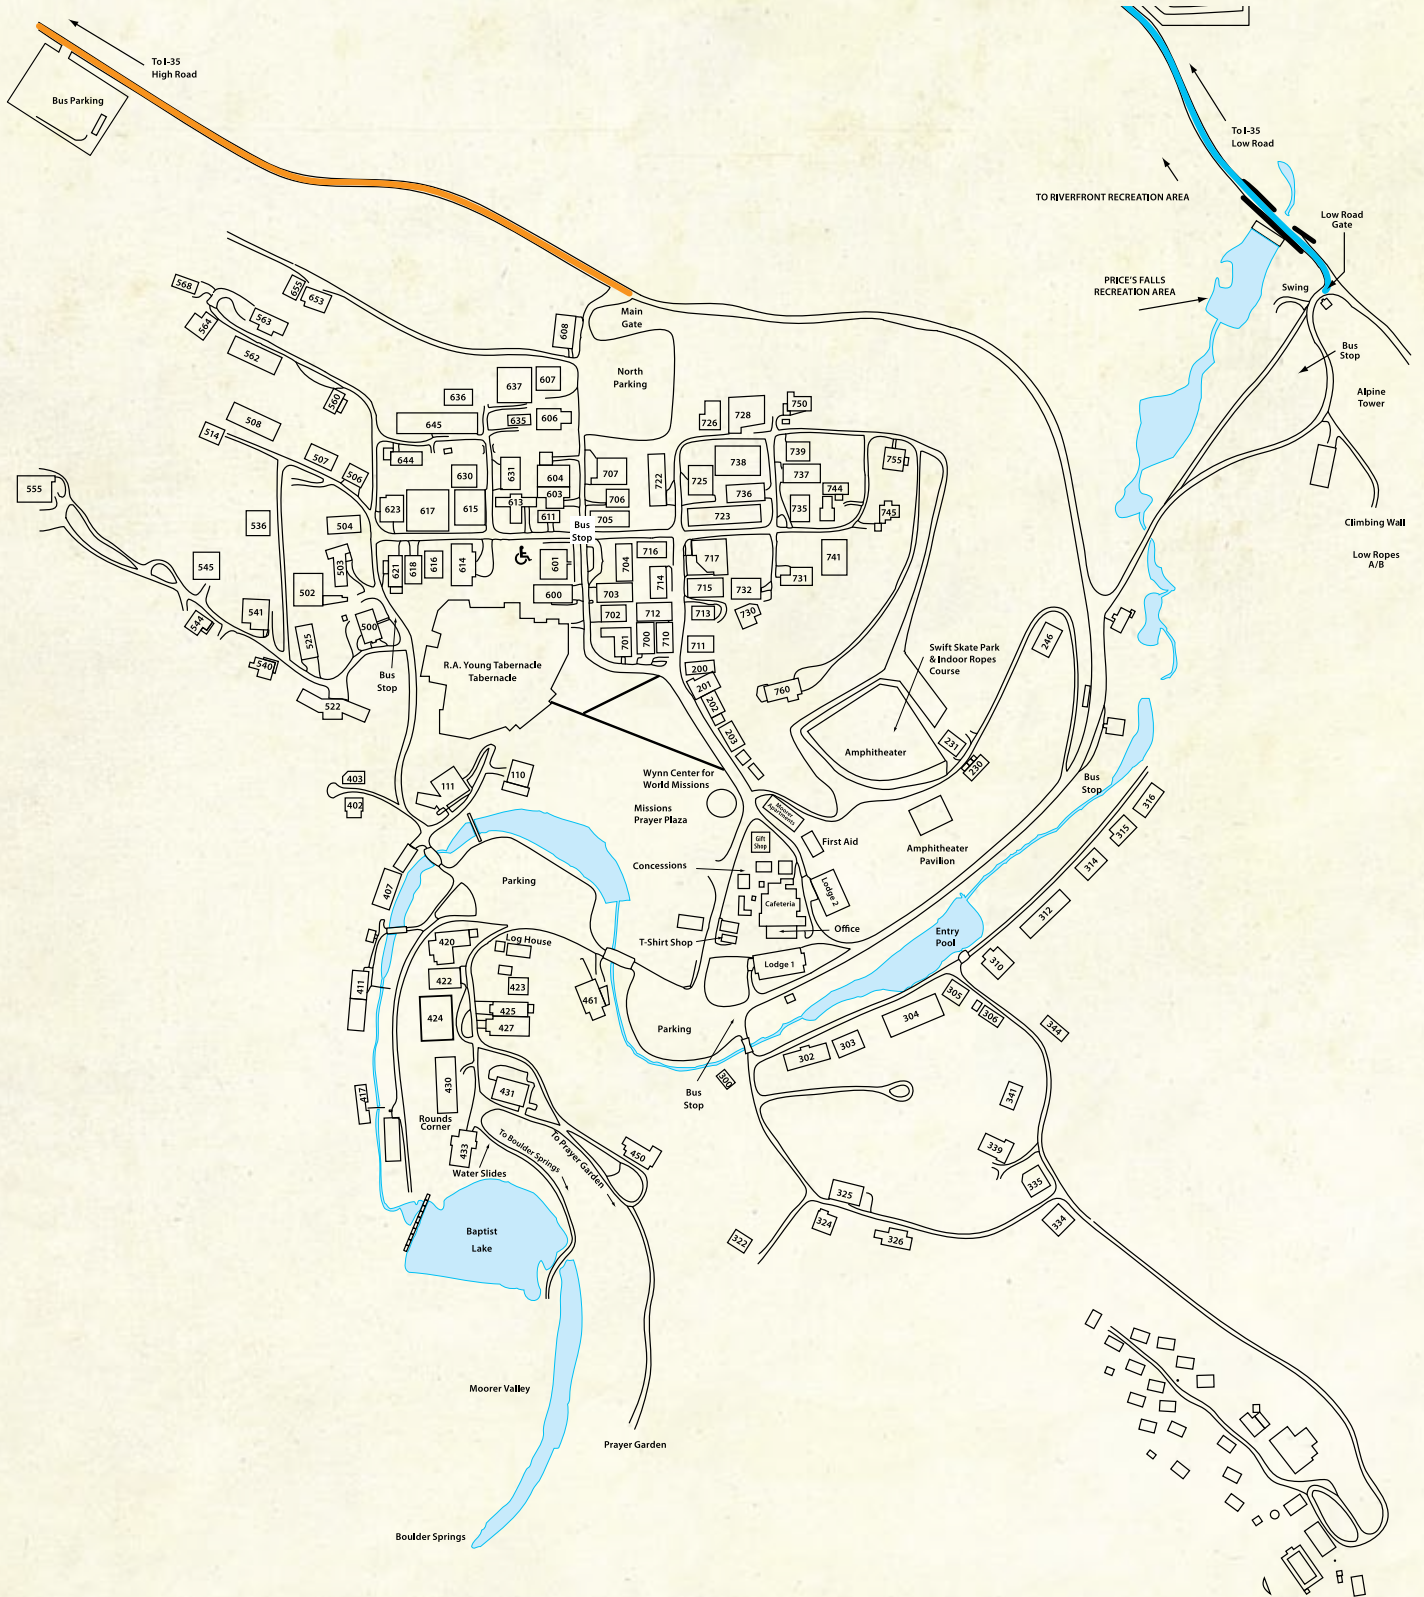 To I-35
High Road
Bus Parking
To I-35
Low Road
TO RIVERFRONT RECREATION AREA
Low Road
Gate
PRICE'S FALLS
RECREATION AREA
Swing
Bus
Stop
Alpine
Tower
Climbing Wall
Low Ropes
A/B
Main
Gate
North
Parking
568
564
563
562
560
655
653
608
637
607
636
645
635
606
508
514
507
506
644
630
631
604
603
613
611
623
617
615
504
555
536
545
541
544
540
502
503
500
525
522
621
618
616
614
601
600
Bus
Stop
Bus
Stop
726
728
750
707
722
725
738
739
737
755
706
736
744
705
723
735
745
716
704
717
741
714
715
731
703
732
702
712
713
730
701
700
710
711
200
201
202
203
760
246
231
230
R.A. Young Tabernacle
Tabernacle
Swift Skate Park
& Indoor Ropes
Course
Amphitheater
Amphitheater
Pavilion
Bus
Stop
Wynn Center for
World Missions
Missions
Prayer Plaza
Moorer
Apartments
Gift
Shop
First Aid
Concessions
Cafeteria
Lodge 2
Office
T-Shirt Shop
Lodge 1
Entry
Pool
403
402
111
110
407
Parking
411
420
Log House
422
423
424
425
427
461
Parking
417
430
431
Rounds
Corner
433
450
Water Slides
To Boulder Springs
To Prayer Garden
Baptist
Lake
Moorer Valley
Prayer Garden
Boulder Springs
Bus
Stop
300
302
303
304
305
306
310
312
314
315
316
344
341
339
335
334
325
324
326
322